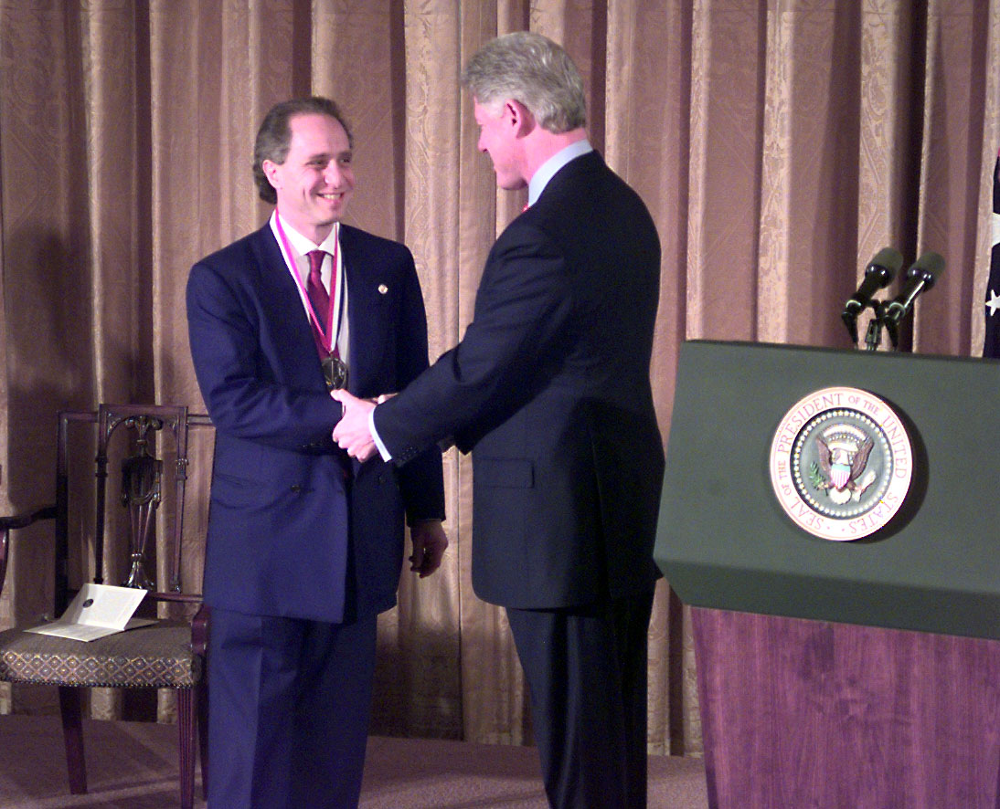 SEAL OF THE PRESIDENT OF THE UNITED STATES